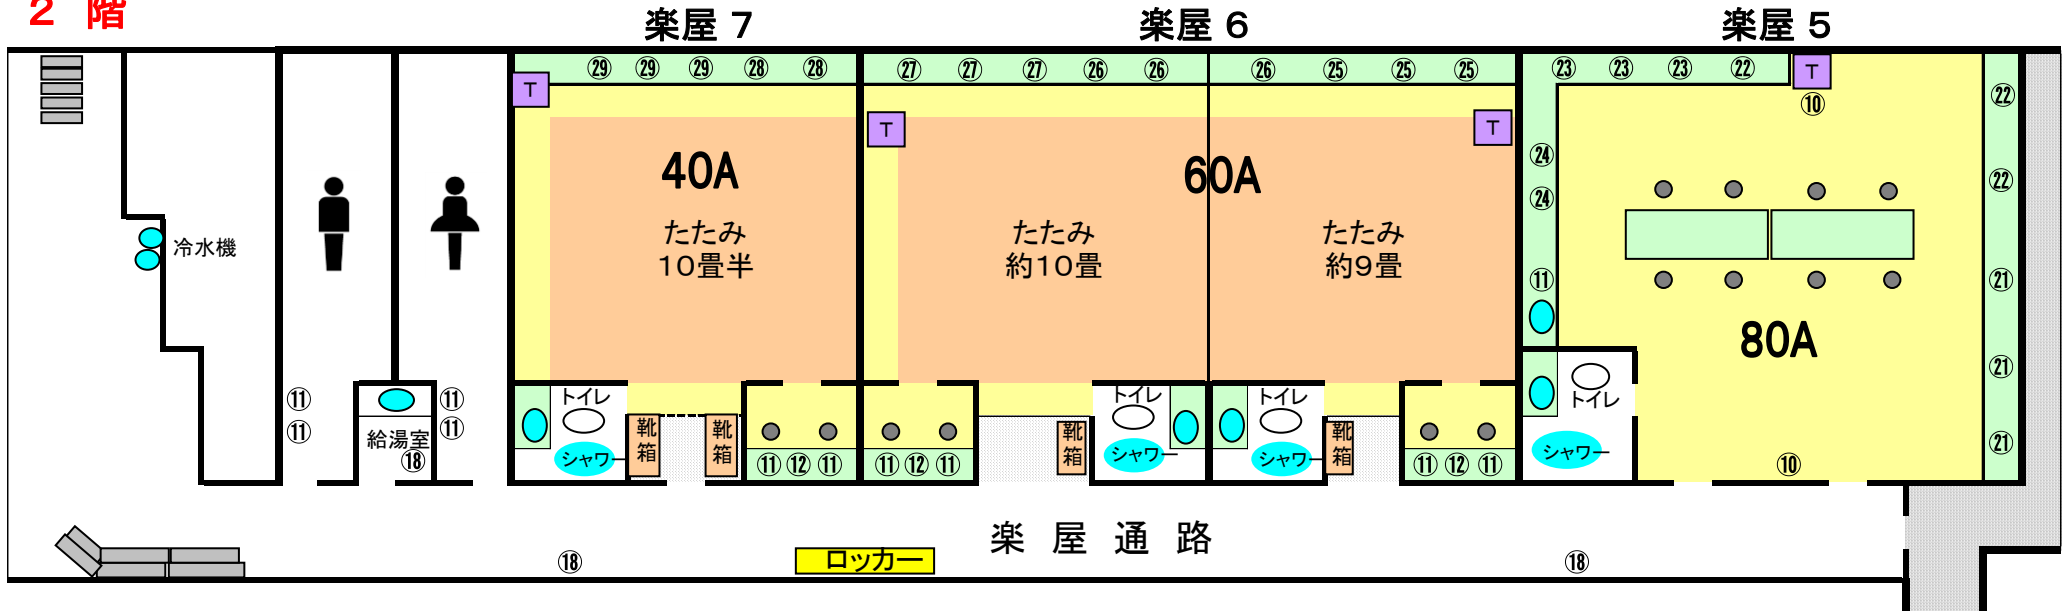 ２ 階
楽屋 7
楽屋 6
楽屋 5
㉙ ㉙ ㉙ ㉘ ㉘
㉗ ㉗ ㉗ ㉖ ㉖
㉖ ㉕ ㉕ ㉕
㉓ ㉓ ㉓ ㉒
T
T
T
T
⑩
㉒
㉒
㉑
㉑
㉑
㉔
㉔
⑪
40A
60A
80A
たたみ
10畳半
たたみ
約10畳
たたみ
約9畳
冷水機
⑪
⑪
⑪
⑪
給湯室
⑱
トイレ
シャワー
靴箱
靴箱
⑪ ⑫ ⑪
⑪ ⑫ ⑪
靴箱
トイレ
シャワー
トイレ
シャワー
靴箱
⑪ ⑫ ⑪
トイレ
シャワー
⑩
楽 屋 通 路
⑱
ロッカー
⑱